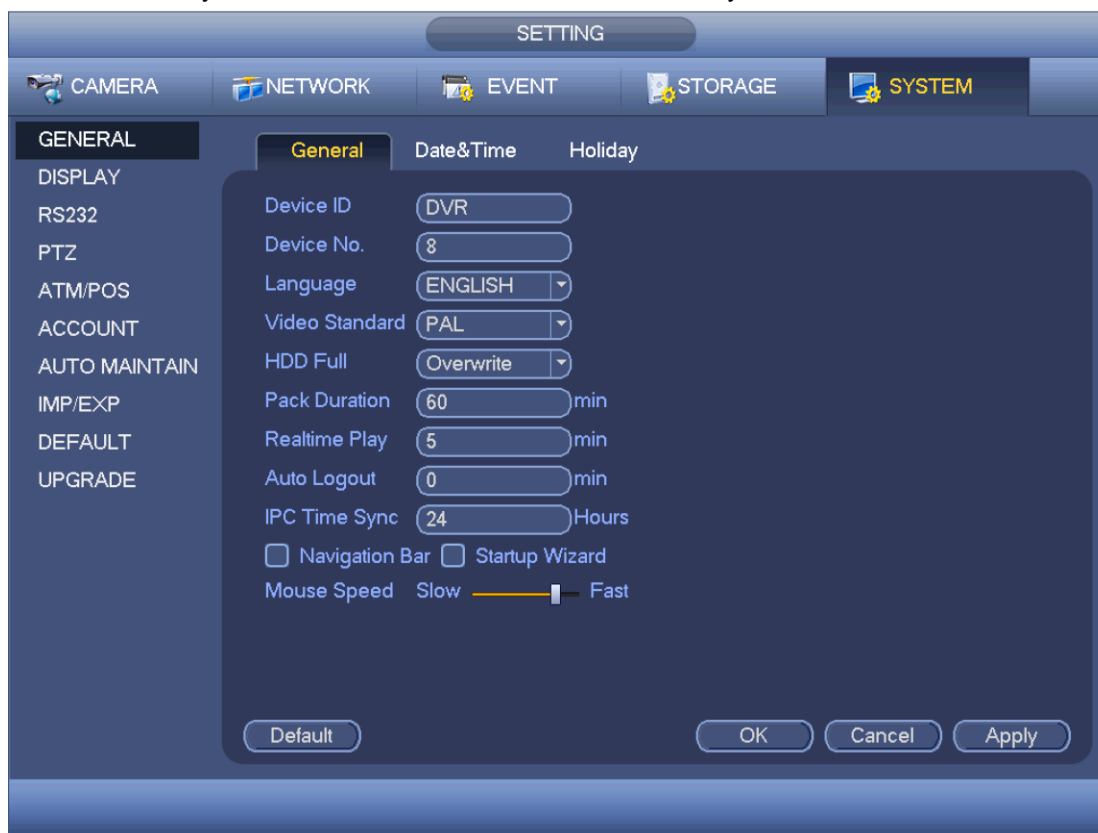 SETTING
CAMERA NETWORK EVENT STORAGE SYSTEM
GENERAL
DISPLAY
RS232
PTZ
ATM/POS
ACCOUNT
AUTO MAINTAIN
IMP/EXP
DEFAULT
UPGRADE
General Date&Time Holiday
Device ID DVR
Device No. 8
Language ENGLISH
Video Standard PAL
HDD Full Overwrite
Pack Duration 60 min
Realtime Play 5 min
Auto Logout 0 min
IPC Time Sync 24 Hours
Navigation Bar Startup Wizard
Mouse Speed Slow Fast
Default OK Cancel Apply